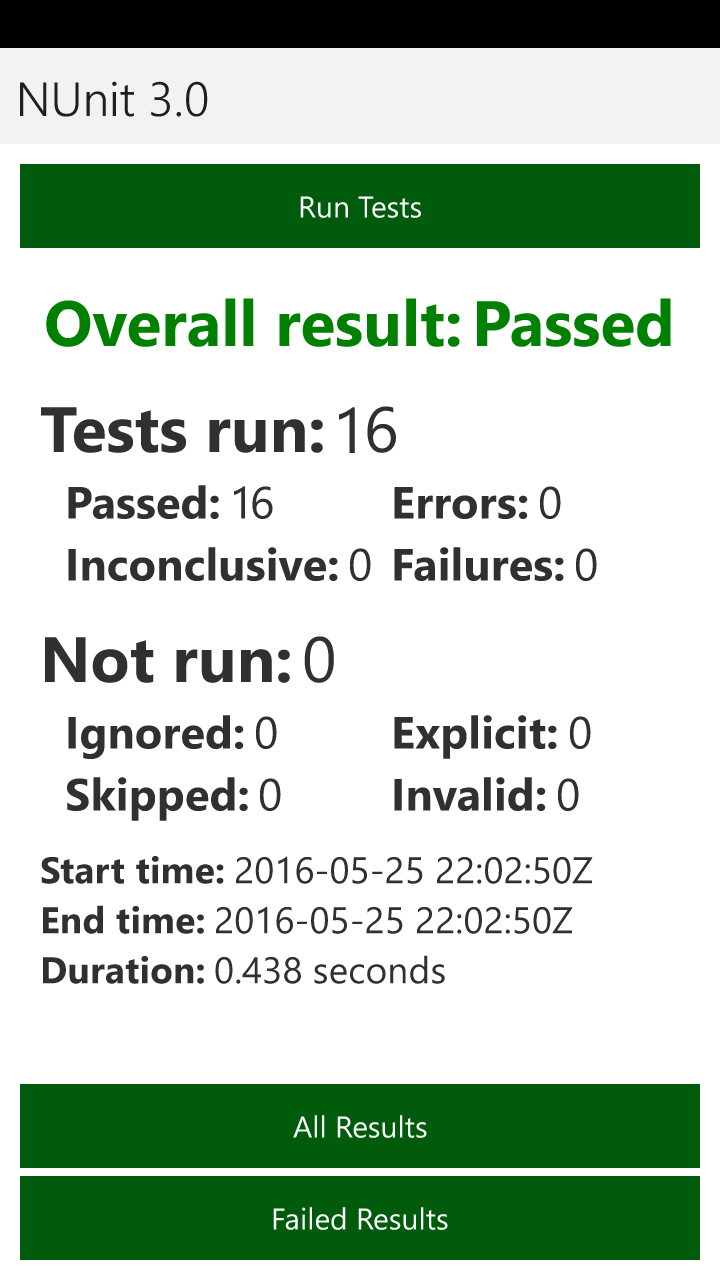 NUnit 3.0
Run Tests
Overall result: Passed
Tests run: 16
Passed: 16 Errors: 0
Inconclusive: 0 Failures: 0
Not run: 0
Ignored: 0 Explicit: 0
Skipped: 0 Invalid: 0
Start time: 2016-05-25 22:02:50Z
End time: 2016-05-25 22:02:50Z
Duration: 0.438 seconds
All Results
Failed Results